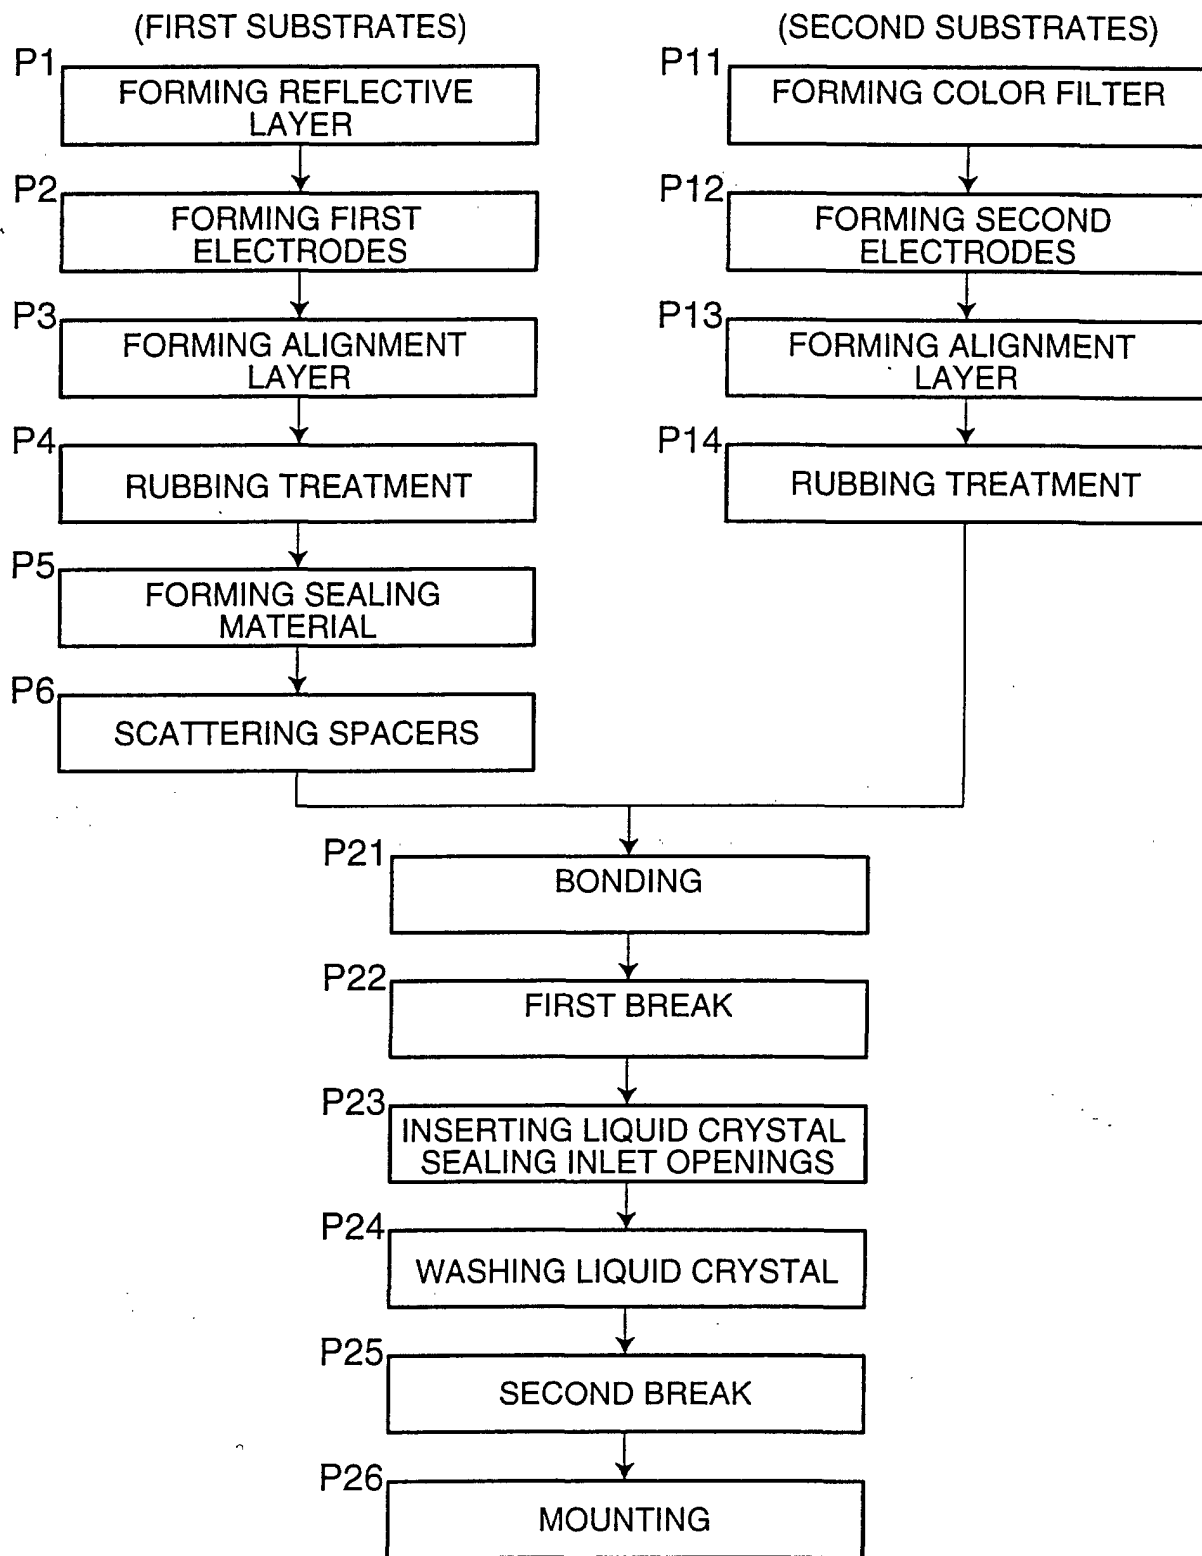 (FIRST SUBSTRATES)
P1
FORMING REFLECTIVE
LAYER
P2
FORMING FIRST
ELECTRODES
P3
FORMING ALIGNMENT
LAYER
P4
RUBBING TREATMENT
P5
FORMING SEALING
MATERIAL
P6
SCATTERING SPACERS
(SECOND SUBSTRATES)
P11
FORMING COLOR FILTER
P12
FORMING SECOND
ELECTRODES
P13
FORMING ALIGNMENT
LAYER
P14
RUBBING TREATMENT
P21
BONDING
P22
FIRST BREAK
P23
INSERTING LIQUID CRYSTAL
SEALING INLET OPENINGS
P24
WASHING LIQUID CRYSTAL
P25
SECOND BREAK
P26
MOUNTING